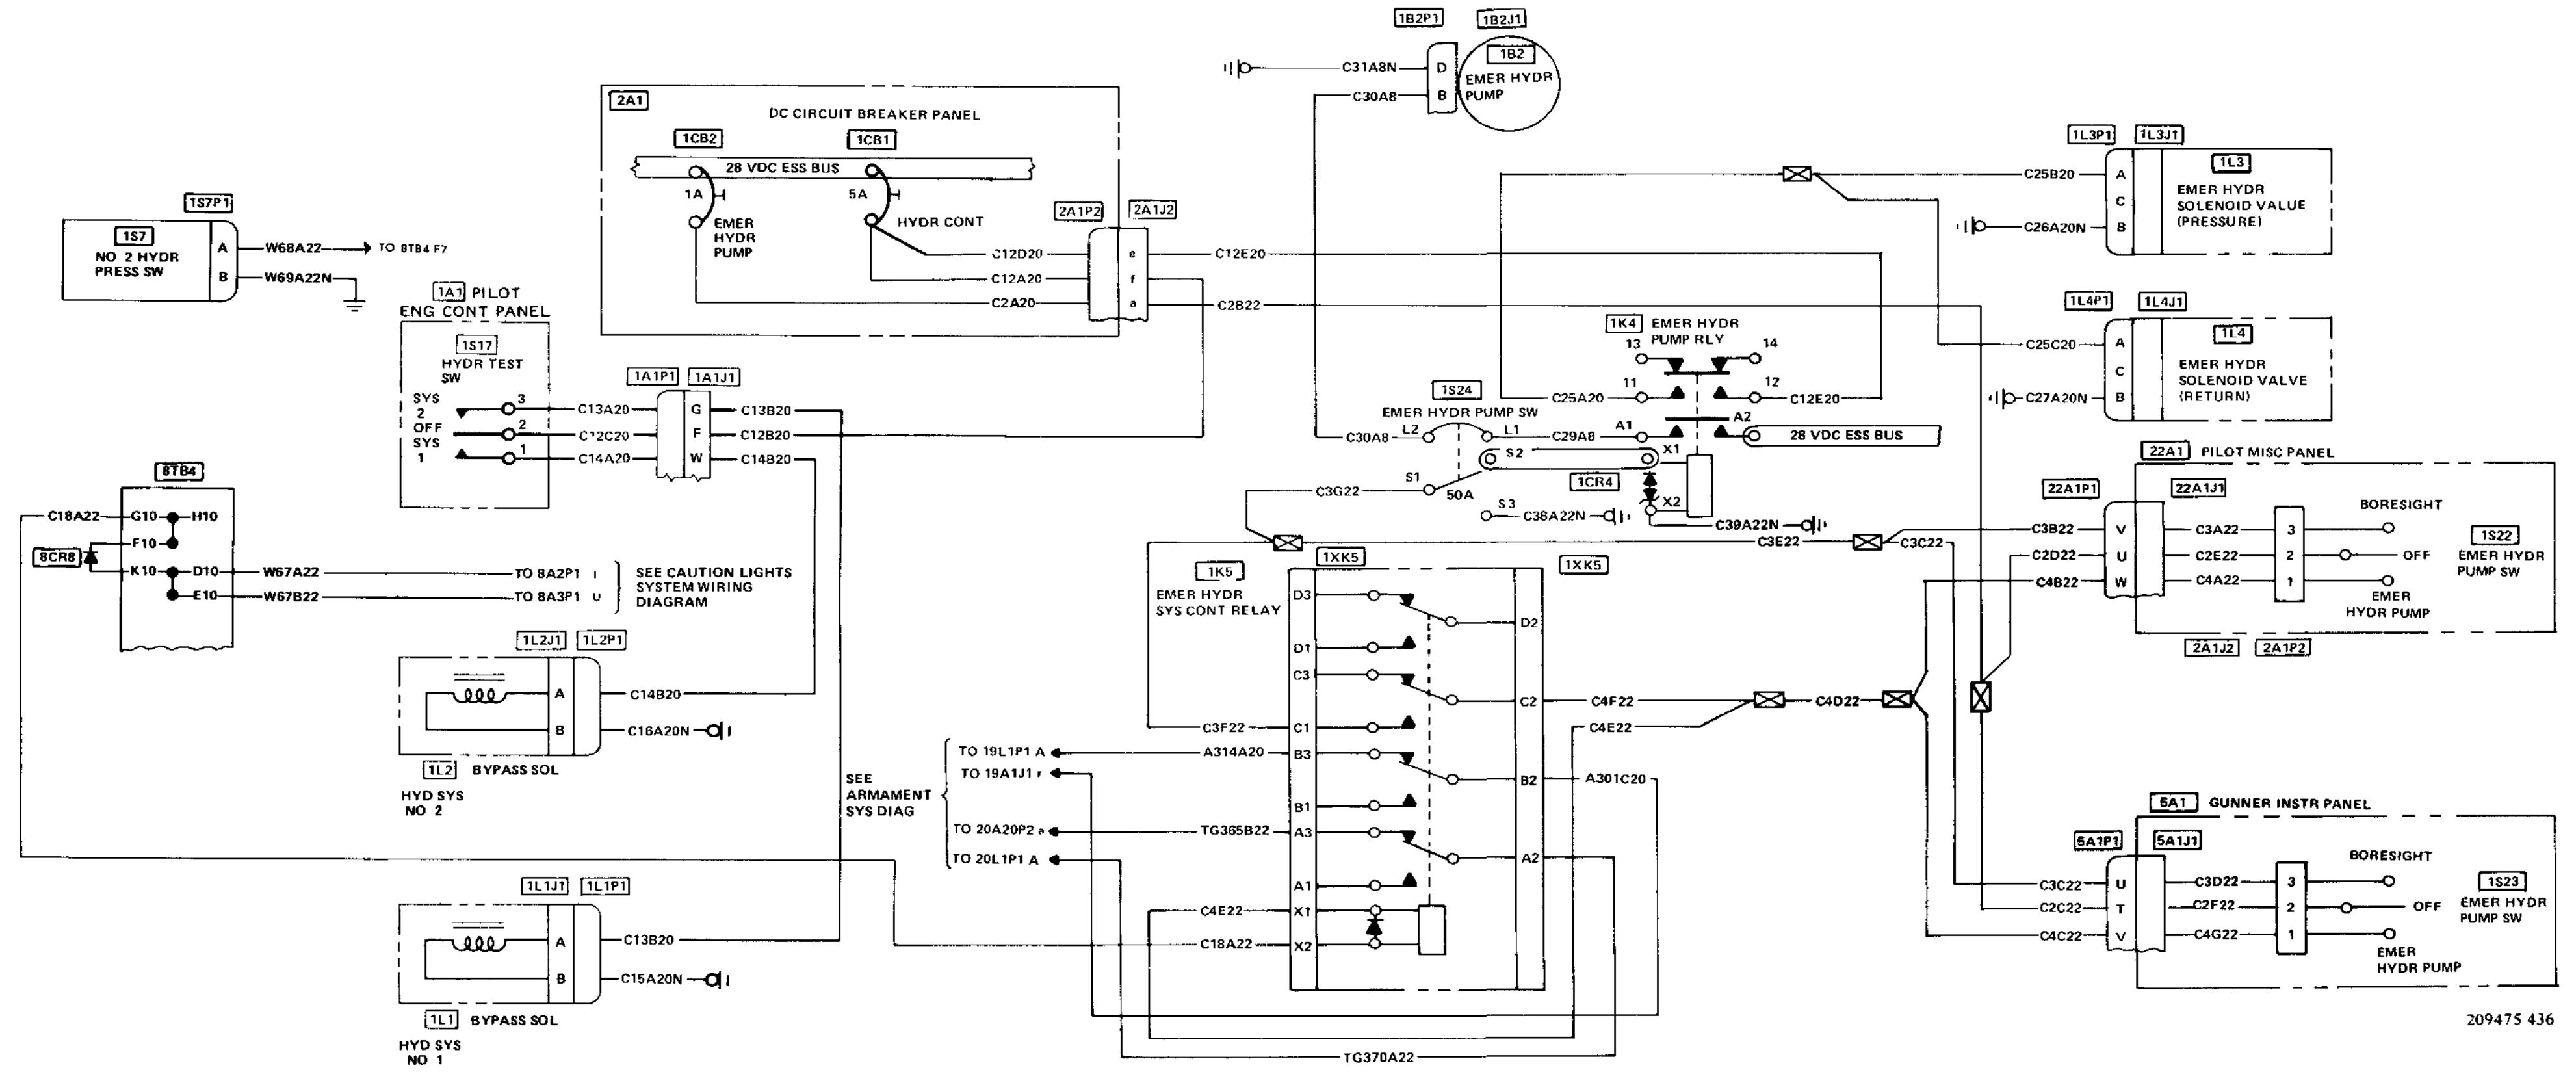 1B2P1
1B2J1
1B2
EMER HYDR
PUMP
D
B
C31A8N
C30A8
2A1
DC CIRCUIT BREAKER PANEL
1CB2
1CB1
28 VDC ESS BUS
1A
5A
EMER
HYDR
PUMP
HYDR CONT
2A1P2
2A1J2
C12D20
C12A20
C2A20
e
f
a
C12E20
C2B22
1S7P1
1S7
NO 2 HYDR
PRESS SW
A
B
W68A22
TO 8TB4 F7
W69A22N
1A1 PILOT
ENG CONT PANEL
1S17
HYDR TEST
SW
SYS
2
OFF
SYS
1
3
2
1
C13A20
C12C20
C14A20
1A1P1
1A1J1
G
F
W
C13B20
C12B20
C14B20
8TB4
C18A22
G10
H10
F10
8CR8
K10
D10
E10
W67A22
W67B22
TO 8A2P1 I
TO 8A3P1 U
SEE CAUTION LIGHTS
SYSTEM WIRING
DIAGRAM
1L2J1
1L2P1
A
B
C14B20
C16A20N
1L2 BYPASS SOL
HYD SYS
NO 2
1L1J1
1L1P1
A
B
C13B20
C15A20N
1L1 BYPASS SOL
HYD SYS
NO 1
1L3P1
1L3J1
1L3
EMER HYDR
SOLENOID VALUE
(PRESSURE)
A
C
B
C25B20
C26A20N
1L4P1
1L4J1
1L4
EMER HYDR
SOLENOID VALVE
(RETURN)
A
C
B
C25C20
C27A20N
1K4 EMER HYDR
PUMP RLY
13
14
11
12
C25A20
C12E20
A1
A2
28 VDC ESS BUS
1S24
EMER HYDR PUMP SW
C30A8
L2
L1
C29A8
S2
X1
S1
50A
C3G22
1CR4
X2
S3
C38A22N
C39A22N
C3E22
C3C22
1K5
EMER HYDR
SYS CONT RELAY
1XK5
1XK5
D3
D2
D1
C3
C2
C1
B3
B2
B1
A3
A2
A1
X1
X2
C3F22
A314A20
TG365B22
C4E22
C18A22
C4F22
C4E22
A301C20
C4D22
TG370A22
SEE
ARMAMENT
SYS DIAG
TO 19L1P1 A
TO 19A1J1 r
TO 20A20P2 a
TO 20L1P1 A
22A1 PILOT MISC PANEL
22A1P1
22A1J1
C3B22
C2D22
C4B22
V
U
W
C3A22
C2E22
C4A22
3
2
1
BORESIGHT
OFF
EMER
HYDR PUMP
1S22
EMER HYDR
PUMP SW
2A1J2
2A1P2
5A1 GUNNER INSTR PANEL
5A1P1
5A1J1
C3C22
C2C22
C4C22
U
T
V
C3D22
C2F22
C4G22
3
2
1
BORESIGHT
OFF
EMER
HYDR PUMP
1S23
EMER HYDR
PUMP SW
209475 436